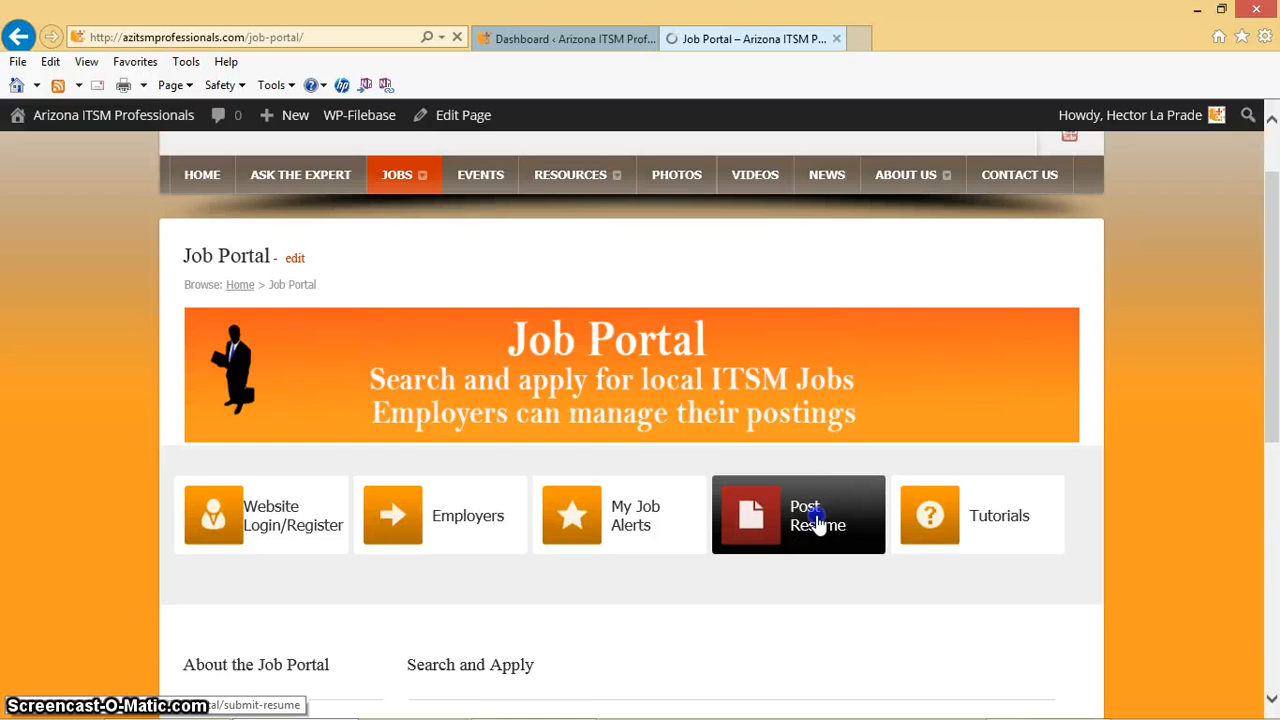 http://azitsmprofessionals.com/job-portal/
Dashboard ‹ Arizona ITSM Prof...
Job Portal – Arizona ITSM P...
File Edit View Favorites Tools Help
Page Safety Tools
Arizona ITSM Professionals 0 New WP-Filebase Edit Page Howdy, Hector La Prade
HOME ASK THE EXPERT JOBS EVENTS RESOURCES PHOTOS VIDEOS NEWS ABOUT US CONTACT US
Job Portal - edit
Browse: Home > Job Portal
Job Portal
Search and apply for local ITSM Jobs
Employers can manage their postings
Website
Login/Register
Employers
My Job
Alerts
Post
Resume
Tutorials
About the Job Portal
Search and Apply
Screencast-O-Matic.com
/submit-resume